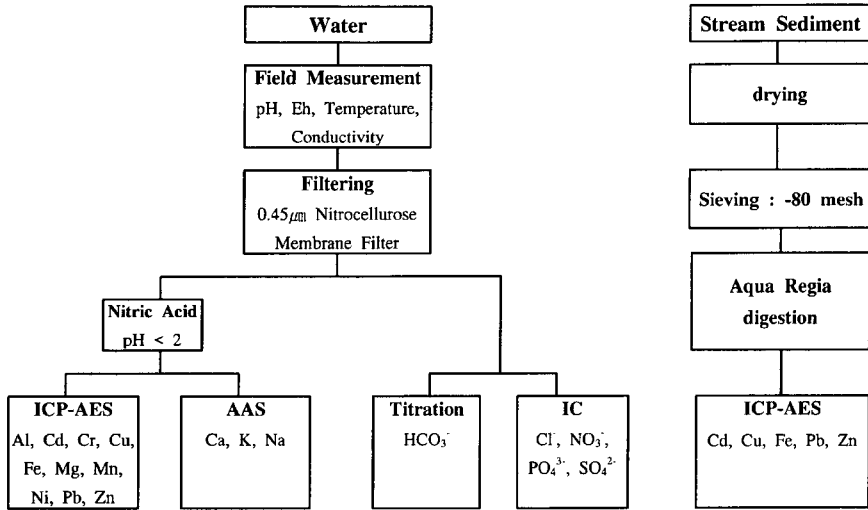 Water
Field Measurement
pH, Eh, Temperature,
Conductivity
Filtering
0.45㎛ Nitrocellurose
Membrane Filter
Nitric Acid
pH < 2
ICP-AES
Al, Cd, Cr, Cu,
Fe, Mg, Mn,
Ni, Pb, Zn
AAS
Ca, K, Na
Titration
HCO₃⁻
IC
Cl⁻, NO₃⁻,
PO₄³⁻, SO₄²⁻
Stream Sediment
drying
Sieving : -80 mesh
Aqua Regia
digestion
ICP-AES
Cd, Cu, Fe, Pb, Zn